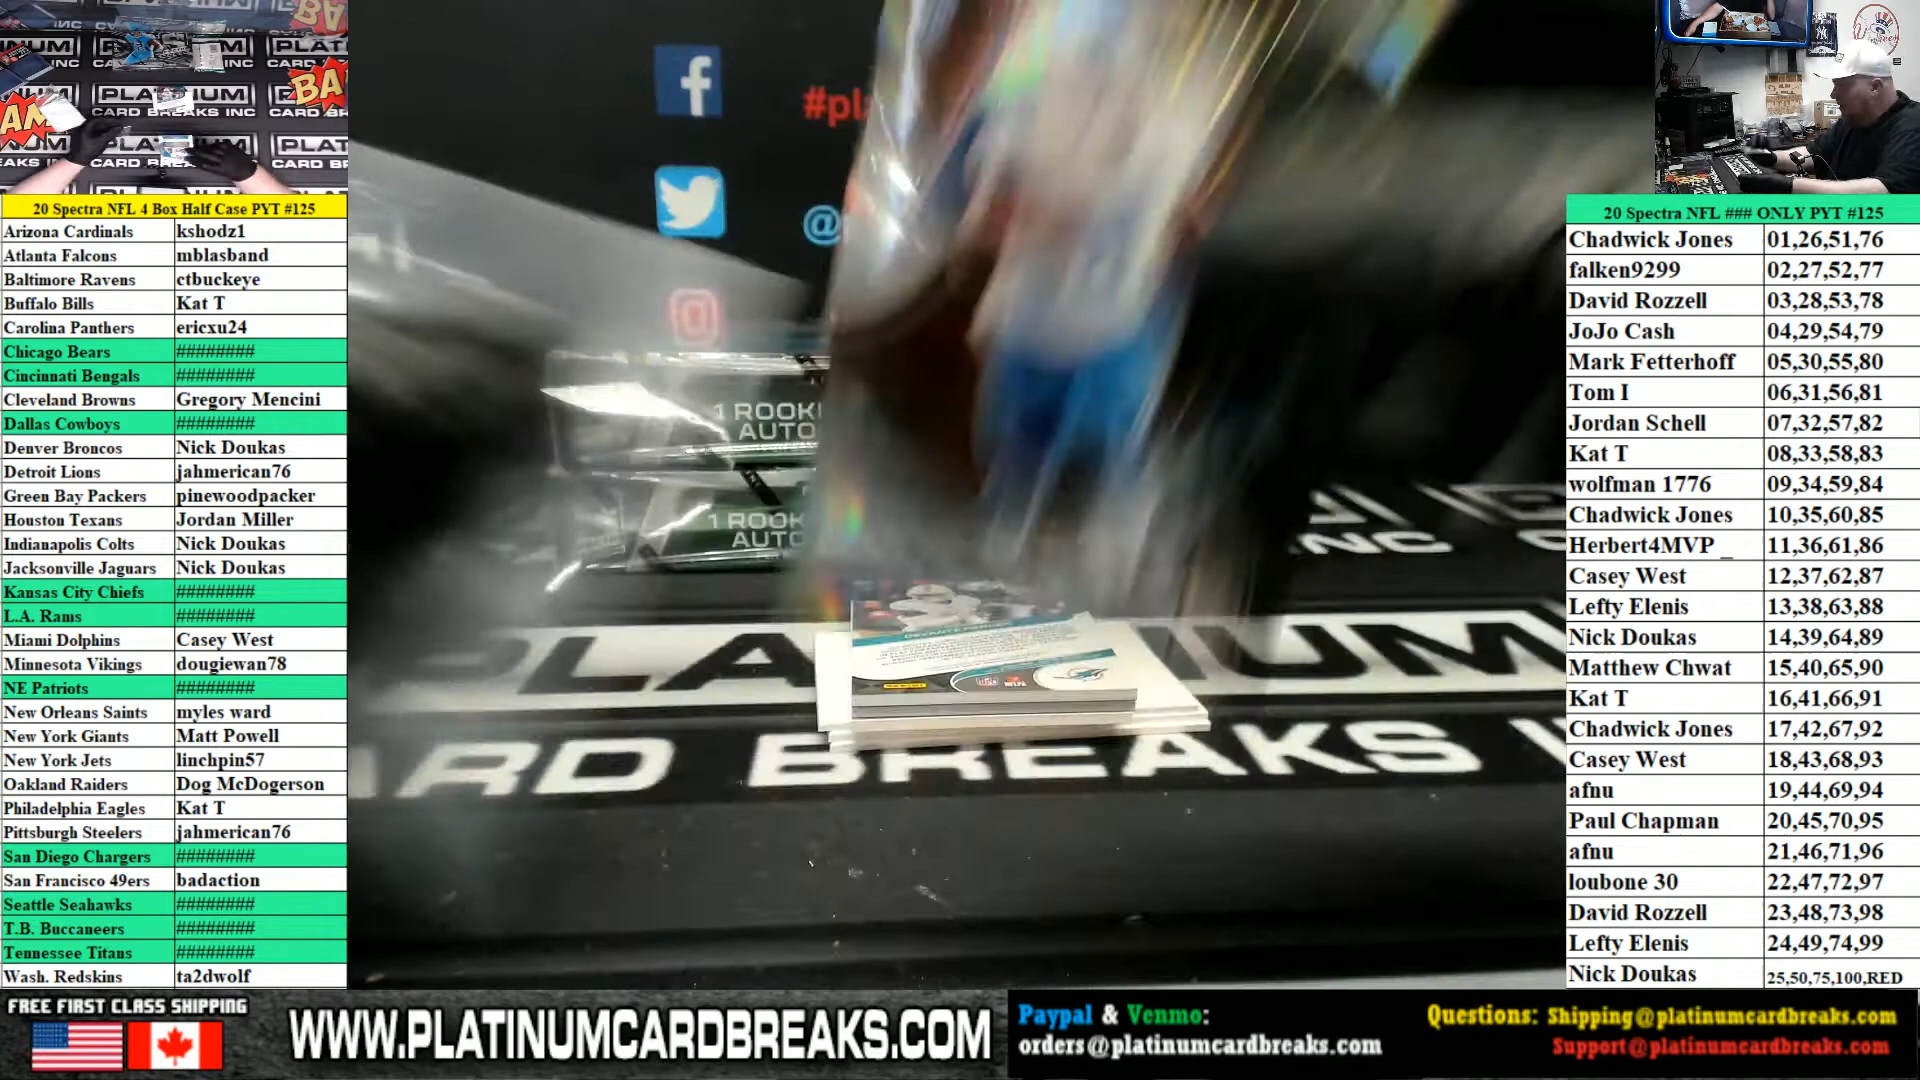 20 Spectra NFL 4 Box Half Case PYT #125
Arizona Cardinals kshodz1
Atlanta Falcons mblasband
Baltimore Ravens ctbuckeye
Buffalo Bills Kat T
Carolina Panthers ericxu24
Chicago Bears ########
Cincinnati Bengals ########
Cleveland Browns Gregory Mencini
Dallas Cowboys ########
Denver Broncos Nick Doukas
Detroit Lions jahmerican76
Green Bay Packers pinewoodpacker
Houston Texans Jordan Miller
Indianapolis Colts Nick Doukas
Jacksonville Jaguars Nick Doukas
Kansas City Chiefs ########
L.A. Rams ########
Miami Dolphins Casey West
Minnesota Vikings dougiewan78
NE Patriots ########
New Orleans Saints myles ward
New York Giants Matt Powell
New York Jets linchpin57
Oakland Raiders Dog McDogerson
Philadelphia Eagles Kat T
Pittsburgh Steelers jahmerican76
San Diego Chargers ########
San Francisco 49ers badaction
Seattle Seahawks ########
T.B. Buccaneers ########
Tennessee Titans ########
Wash. Redskins ta2dwolf
#pla
@
1 ROOK
AUTO
1 ROOK
AUTO
INC
PLA UM
ARD BREAKS
20 Spectra NFL ### ONLY PYT #125
Chadwick Jones 01,26,51,76
falken9299 02,27,52,77
David Rozzell 03,28,53,78
JoJo Cash 04,29,54,79
Mark Fetterhoff 05,30,55,80
Tom I 06,31,56,81
Jordan Schell 07,32,57,82
Kat T 08,33,58,83
wolfman 1776 09,34,59,84
Chadwick Jones 10,35,60,85
Herbert4MVP _ 11,36,61,86
Casey West 12,37,62,87
Lefty Elenis 13,38,63,88
Nick Doukas 14,39,64,89
Matthew Chwat 15,40,65,90
Kat T 16,41,66,91
Chadwick Jones 17,42,67,92
Casey West 18,43,68,93
afnu 19,44,69,94
Paul Chapman 20,45,70,95
afnu 21,46,71,96
loubone 30 22,47,72,97
David Rozzell 23,48,73,98
Lefty Elenis 24,49,74,99
Nick Doukas 25,50,75,100,RED
FREE FIRST CLASS SHIPPING
WWW.PLATINUMCARDBREAKS.COM
Paypal & Venmo:
orders@platinumcardbreaks.com
Questions: Shipping@platinumcardbreaks.com
Support@platinumcardbreaks.com